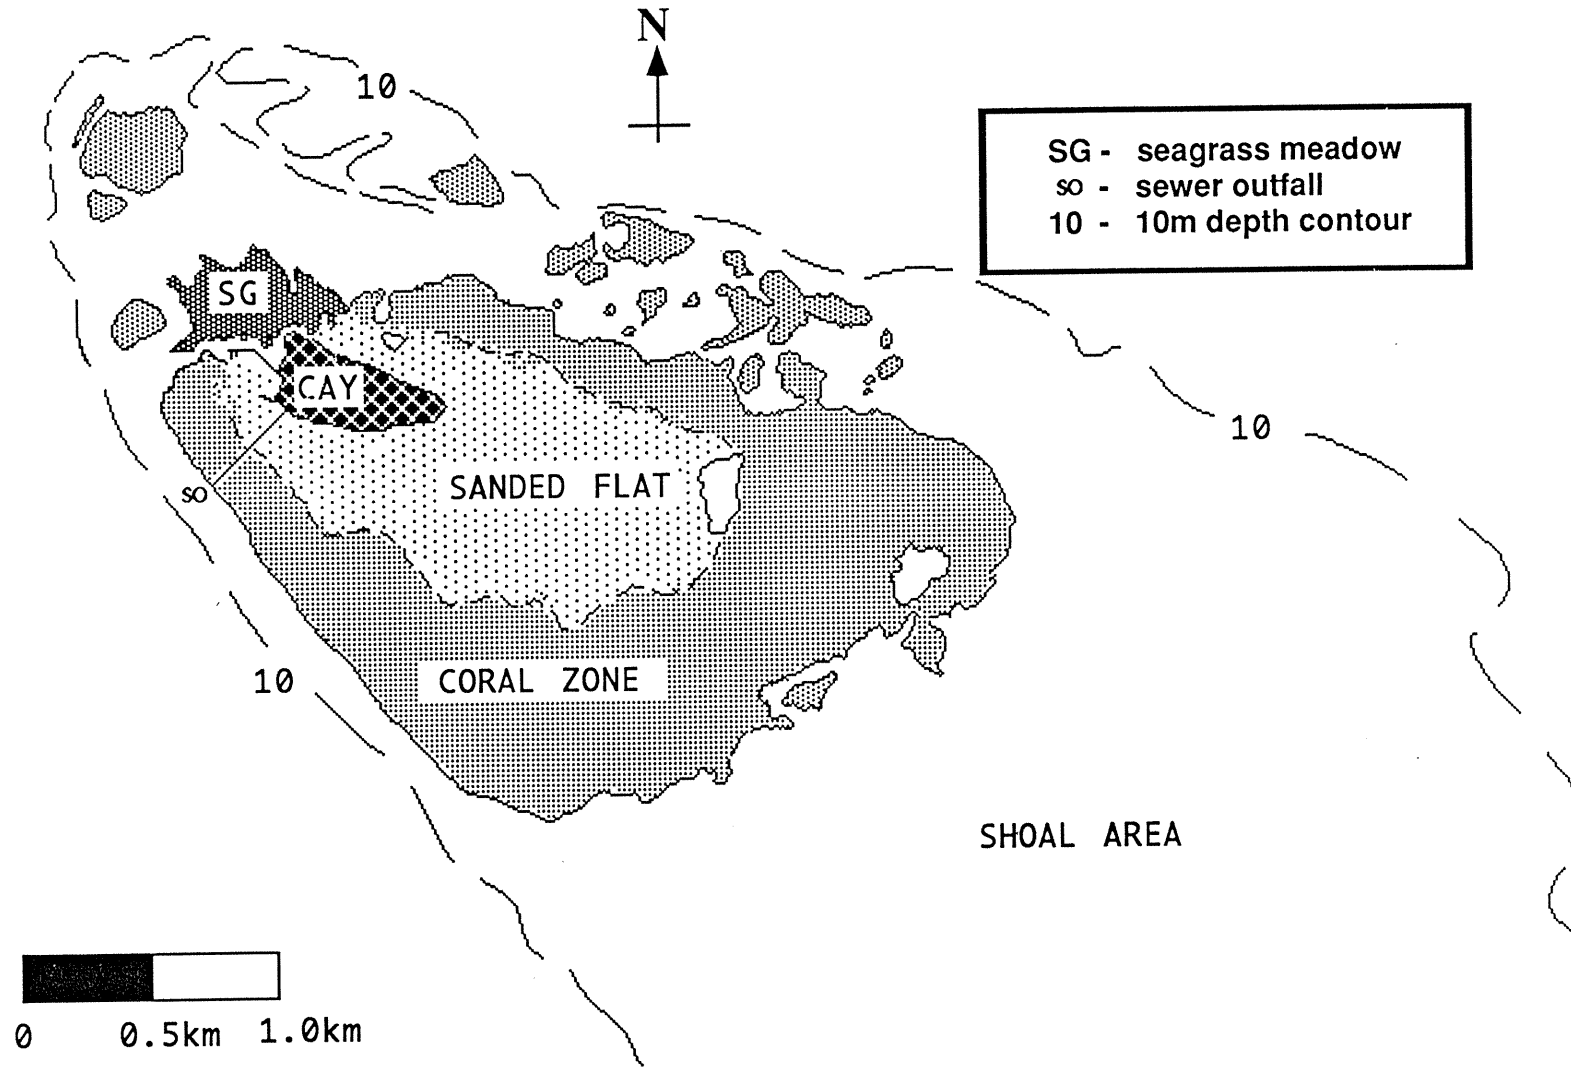 N
10
SG - seagrass meadow
so - sewer outfall
10 - 10m depth contour
SG
CAY
10
SANDED FLAT
so
CORAL ZONE
10
SHOAL AREA
0 0.5km 1.0km